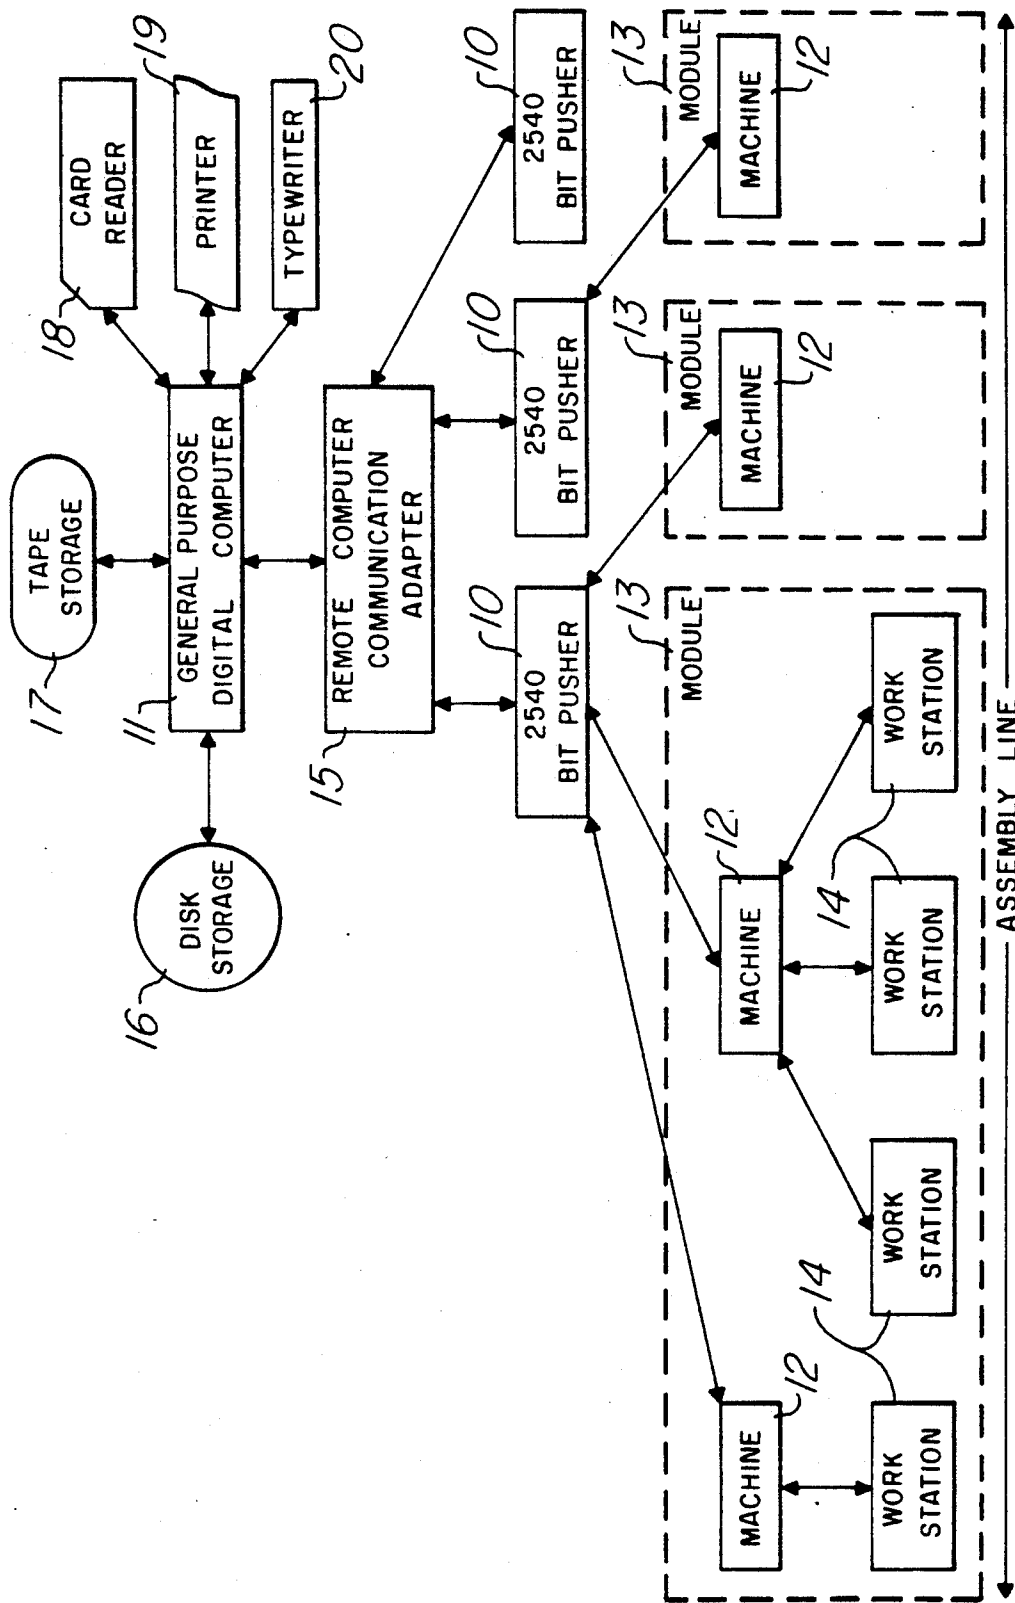 TAPE
STORAGE
17
DISK
STORAGE
16
GENERAL PURPOSE
DIGITAL COMPUTER
11
CARD
READER
18
PRINTER
19
TYPEWRITER
20
REMOTE COMPUTER
COMMUNICATION
ADAPTER
15
2540
BIT PUSHER
10
2540
BIT PUSHER
10
2540
BIT PUSHER
10
MODULE
13
MACHINE
12
MACHINE
12
WORK
STATION
WORK
STATION
14
WORK
STATION
WORK
STATION
14
MODULE
13
MACHINE
12
MODULE
13
MACHINE
12
ASSEMBLY LINE